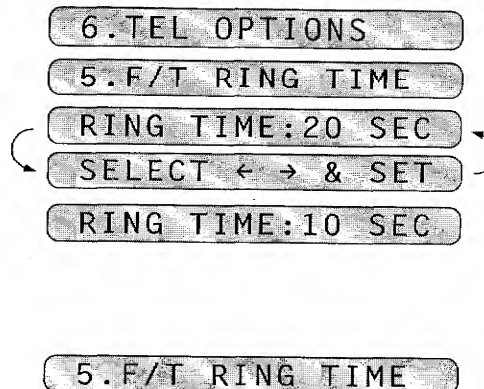 6.TEL OPTIONS
5.F/T RING TIME
RING TIME:20 SEC
SELECT ← → & SET
RING TIME:10 SEC
5.F/T RING TIME